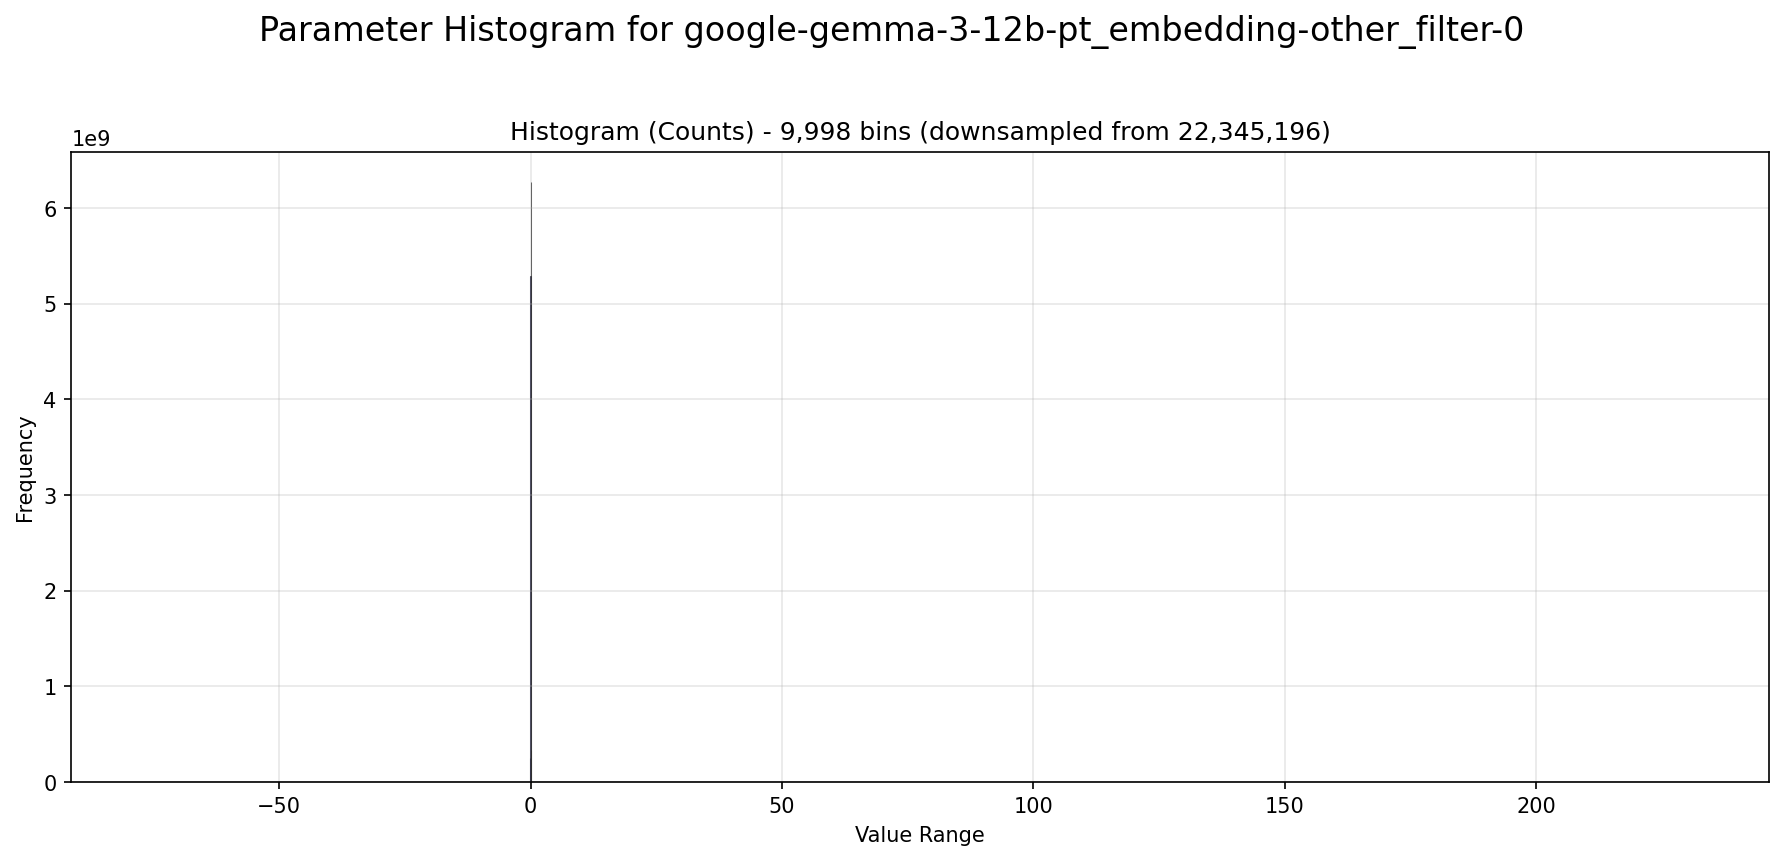 Parameter Histogram for google-gemma-3-12b-pt_embedding-other_filter-0
Histogram (Counts) - 9,998 bins (downsampled from 22,345,196)
1e9
6
5
4
3
2
1
0
Frequency
−50
0
50
100
150
200
Value Range